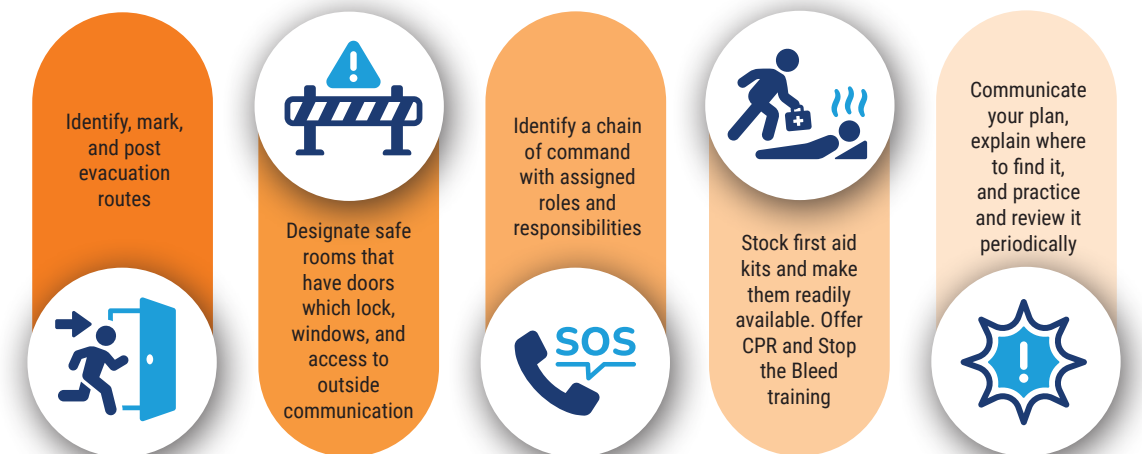 Identify, mark,
and post
evacuation
routes
Designate safe
rooms that
have doors
which lock,
windows, and
access to
outside
communication
Identify a chain
of command
with assigned
roles and
responsibilities
SOS
Stock first aid
kits and make
them readily
available. Offer
CPR and Stop
the Bleed
training
Communicate
your plan,
explain where
to find it,
and practice
and review it
periodically